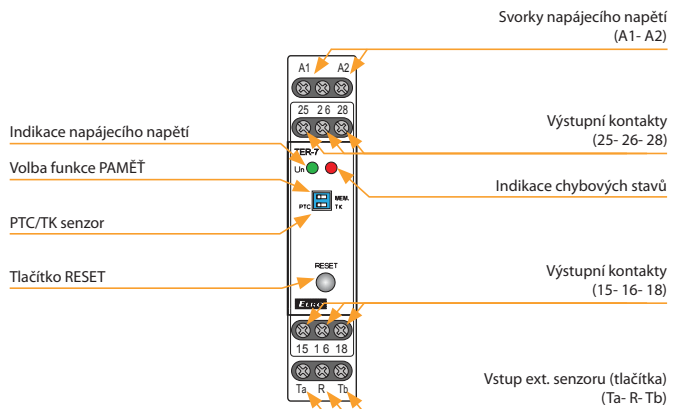 Svorky napájecího napětí
(A1- A2)
A1 A2
25 26 28
Výstupní kontakty
(25- 26- 28)
Indikace napájecího napětí
TER-7
Un
Volba funkce PAMĚŤ
Indikace chybových stavů
MEM.
PTC TK
PTC/TK senzor
RESET
Tlačítko RESET
Výstupní kontakty
(15- 16- 18)
15 16 18
Vstup ext. senzoru (tlačítka)
(Ta- R- Tb)
Ta R Tb